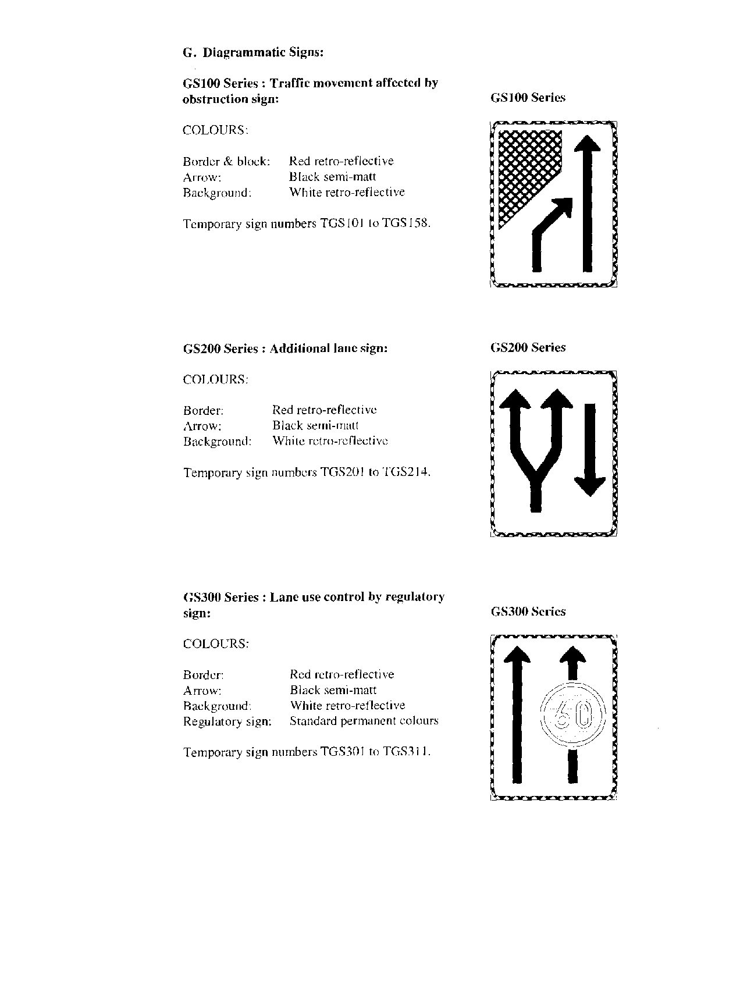 G. Diagrammatic Signs:
GS100 Series : Traffic movement affected by
obstruction sign:
GS100 Series
COLOURS:
Border & block: Red retro-reflective
Arrow: Black semi-matt
Background: White retro-reflective
Temporary sign numbers TGS101 to TGS158.
GS200 Series : Additional lane sign:
GS200 Series
COLOURS:
Border: Red retro-reflective
Arrow: Black semi-matt
Background: White retro-reflective
Temporary sign numbers TGS201 to TGS214.
GS300 Series : Lane use control by regulatory
sign:
GS300 Series
COLOURS:
Border: Red retro-reflective
Arrow: Black semi-matt
Background: White retro-reflective
Regulatory sign: Standard permanent colours
60
Temporary sign numbers TGS301 to TGS311.